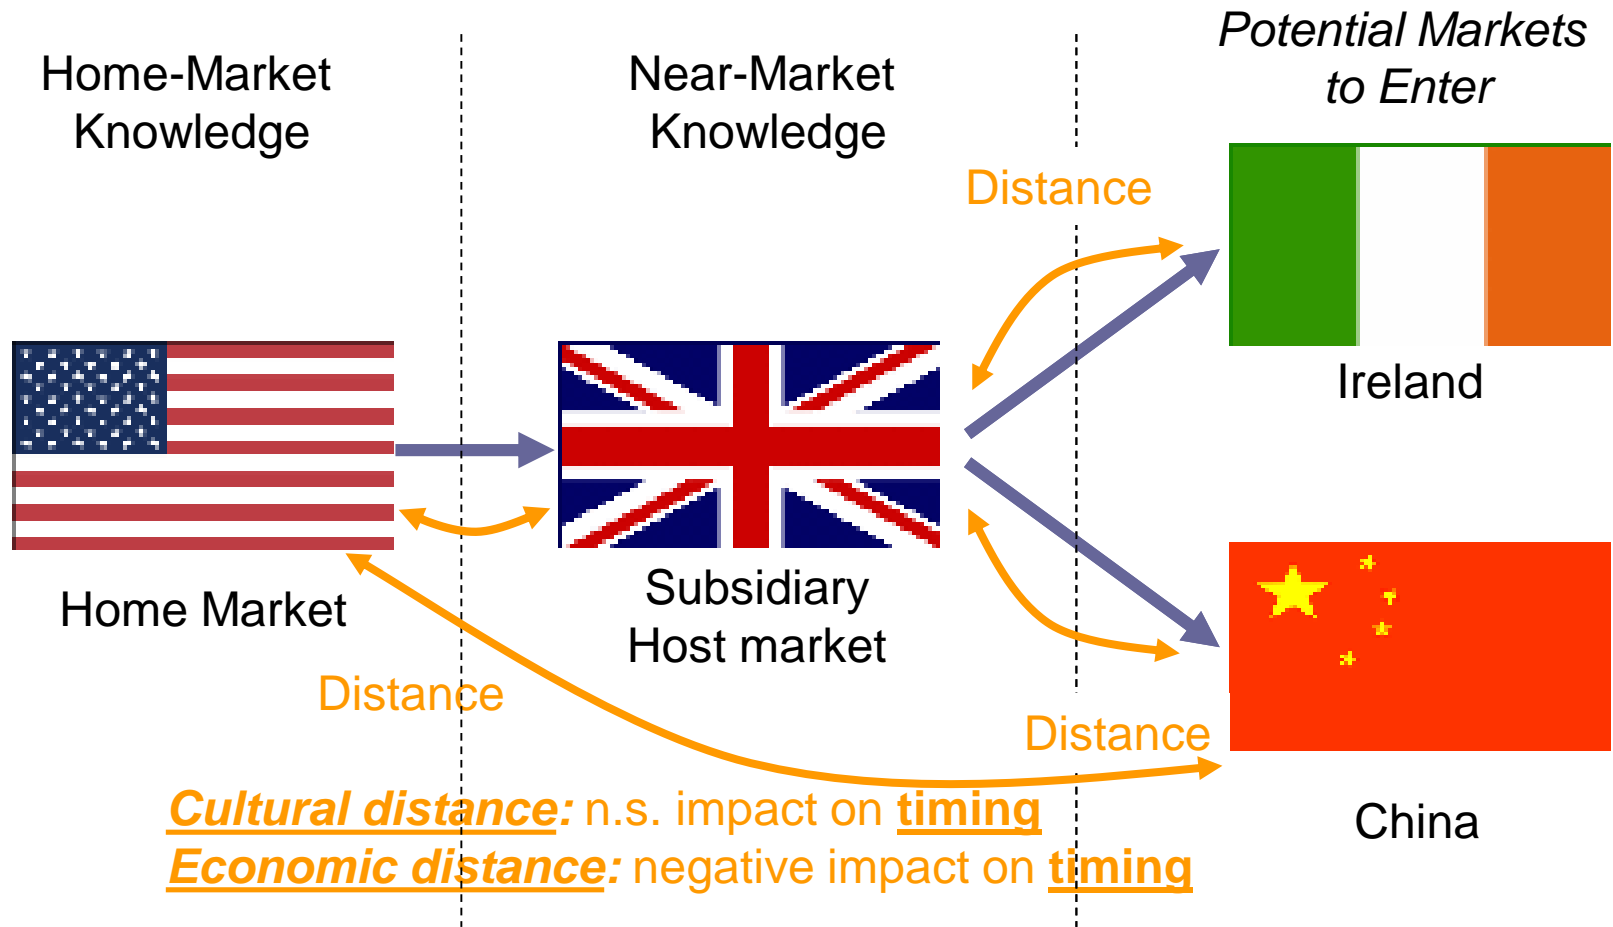 Home-Market
Knowledge
Near-Market
Knowledge
Potential Markets
to Enter
Distance
Ireland
Home Market
Subsidiary
Host market
Distance
Distance
China
Cultural distance: n.s. impact on timing
Economic distance: negative impact on timing